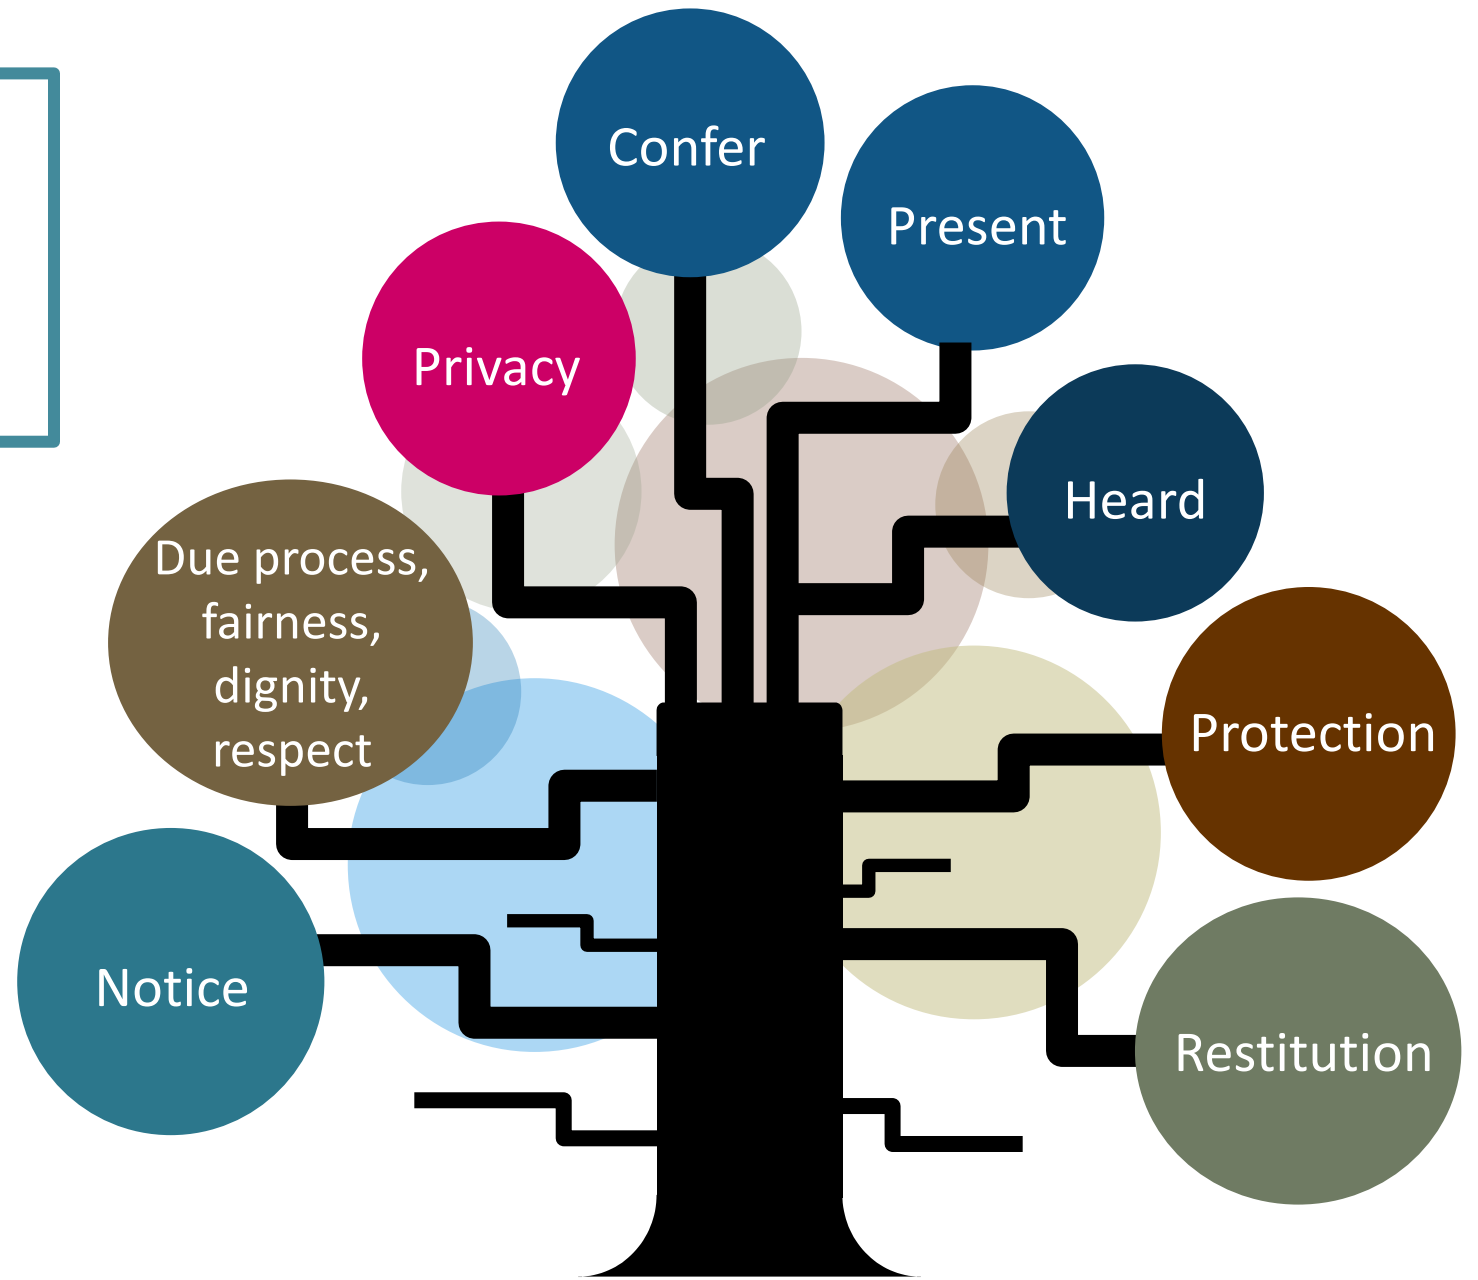 Confer
Present
Privacy
Heard
Due process,
fairness,
dignity,
respect
Protection
Notice
Restitution